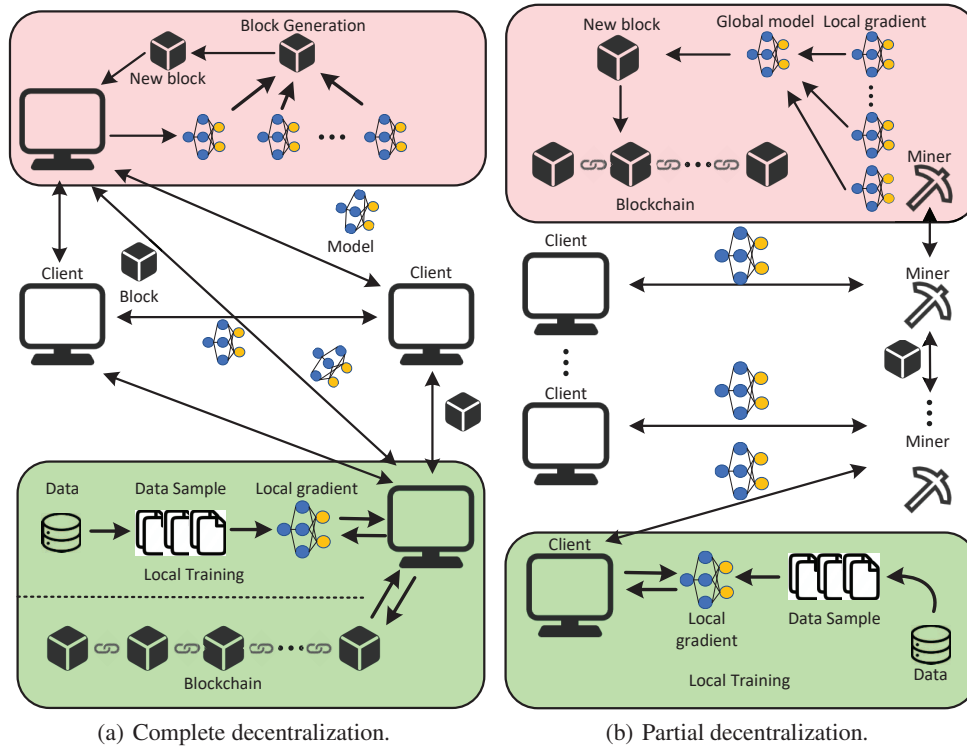 Block Generation
New block
Model
Client
Block
Client
Data
Data Sample
Local gradient
Local Training
Blockchain
(a) Complete decentralization.
New block
Global model
Local gradient
Miner
Blockchain
Client
Miner
Client
Miner
Client
Local
gradient
Data Sample
Data
Local Training
(b) Partial decentralization.